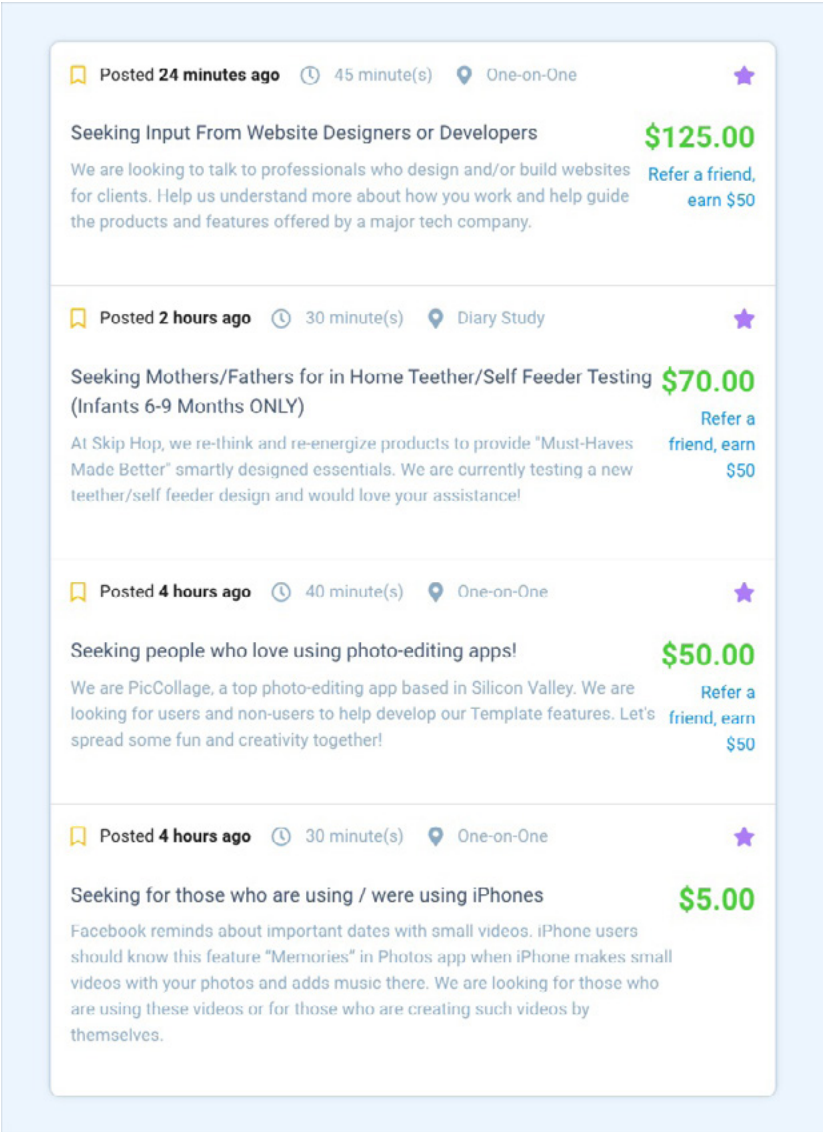 Posted 24 minutes ago 45 minute(s) One-on-One
Seeking Input From Website Designers or Developers
$125.00
We are looking to talk to professionals who design and/or build websites
for clients. Help us understand more about how you work and help guide
the products and features offered by a major tech company.
Refer a friend,
earn $50
Posted 2 hours ago 30 minute(s) Diary Study
Seeking Mothers/Fathers for in Home Teether/Self Feeder Testing
(Infants 6-9 Months ONLY)
$70.00
At Skip Hop, we re-think and re-energize products to provide "Must-Haves
Made Better" smartly designed essentials. We are currently testing a new
teether/self feeder design and would love your assistance!
Refer a
friend, earn
$50
Posted 4 hours ago 40 minute(s) One-on-One
Seeking people who love using photo-editing apps!
$50.00
We are PicCollage, a top photo-editing app based in Silicon Valley. We are
looking for users and non-users to help develop our Template features. Let's
spread some fun and creativity together!
Refer a
friend, earn
$50
Posted 4 hours ago 30 minute(s) One-on-One
Seeking for those who are using / were using iPhones
$5.00
Facebook reminds about important dates with small videos. iPhone users
should know this feature “Memories” in Photos app when iPhone makes small
videos with your photos and adds music there. We are looking for those who
are using these videos or for those who are creating such videos by
themselves.